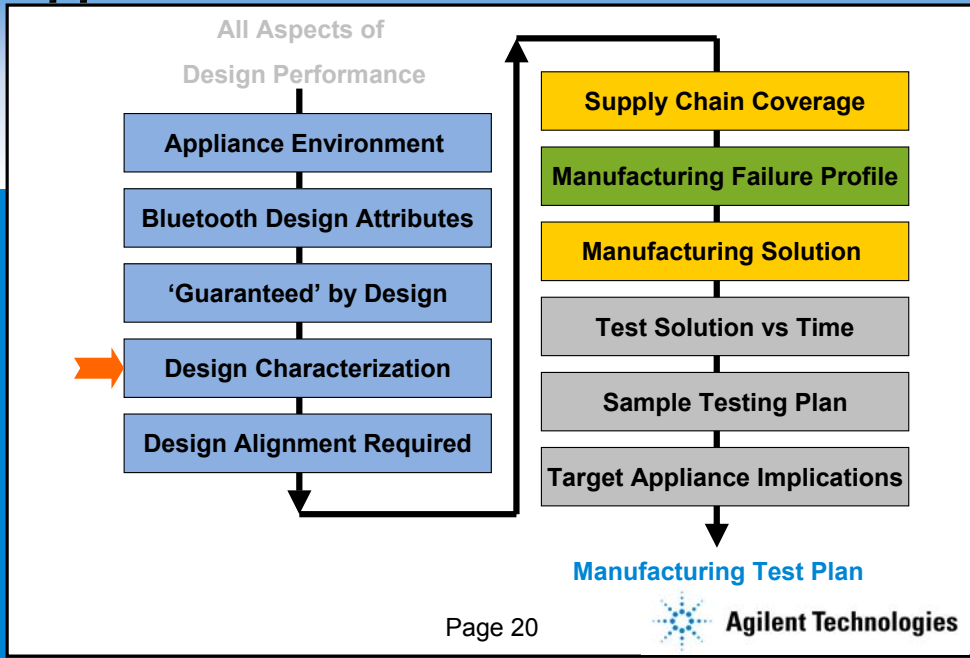 All Aspects of
Design Performance
Appliance Environment
Bluetooth Design Attributes
‘Guaranteed’ by Design
Design Characterization
Design Alignment Required
Supply Chain Coverage
Manufacturing Failure Profile
Manufacturing Solution
Test Solution vs Time
Sample Testing Plan
Target Appliance Implications
Manufacturing Test Plan
Page 20
Agilent Technologies